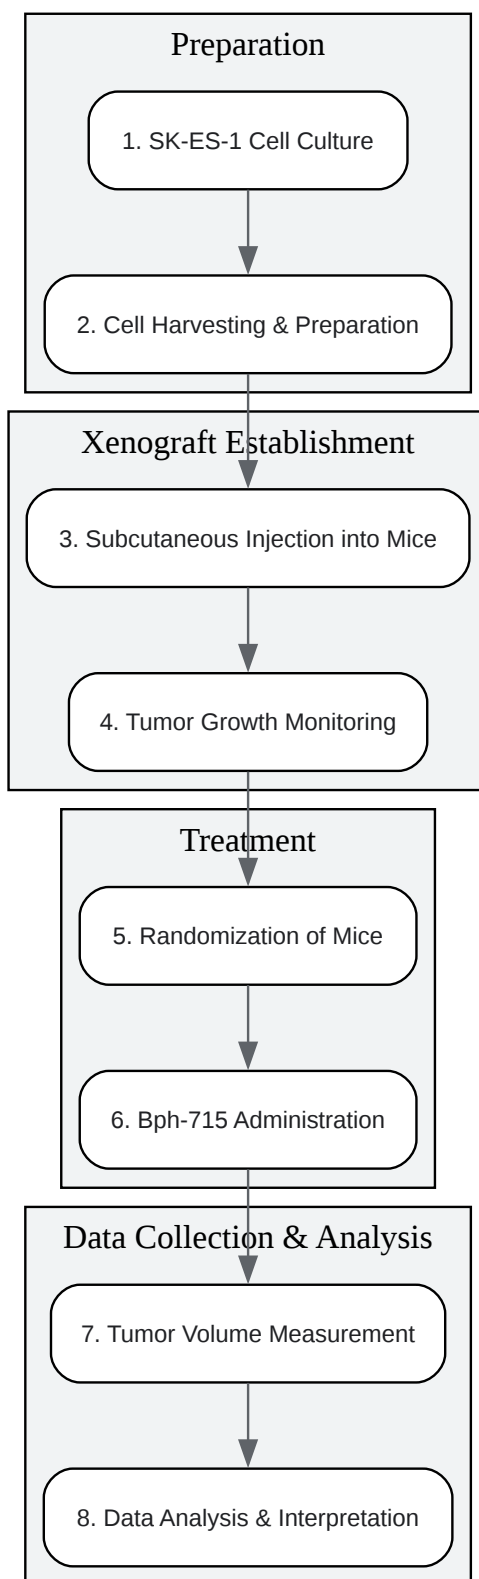 Preparation
1. SK-ES-1 Cell Culture
2. Cell Harvesting & Preparation
Xenograft Establishment
3. Subcutaneous Injection into Mice
4. Tumor Growth Monitoring
Treatment
5. Randomization of Mice
6. Bph-715 Administration
Data Collection & Analysis
7. Tumor Volume Measurement
8. Data Analysis & Interpretation